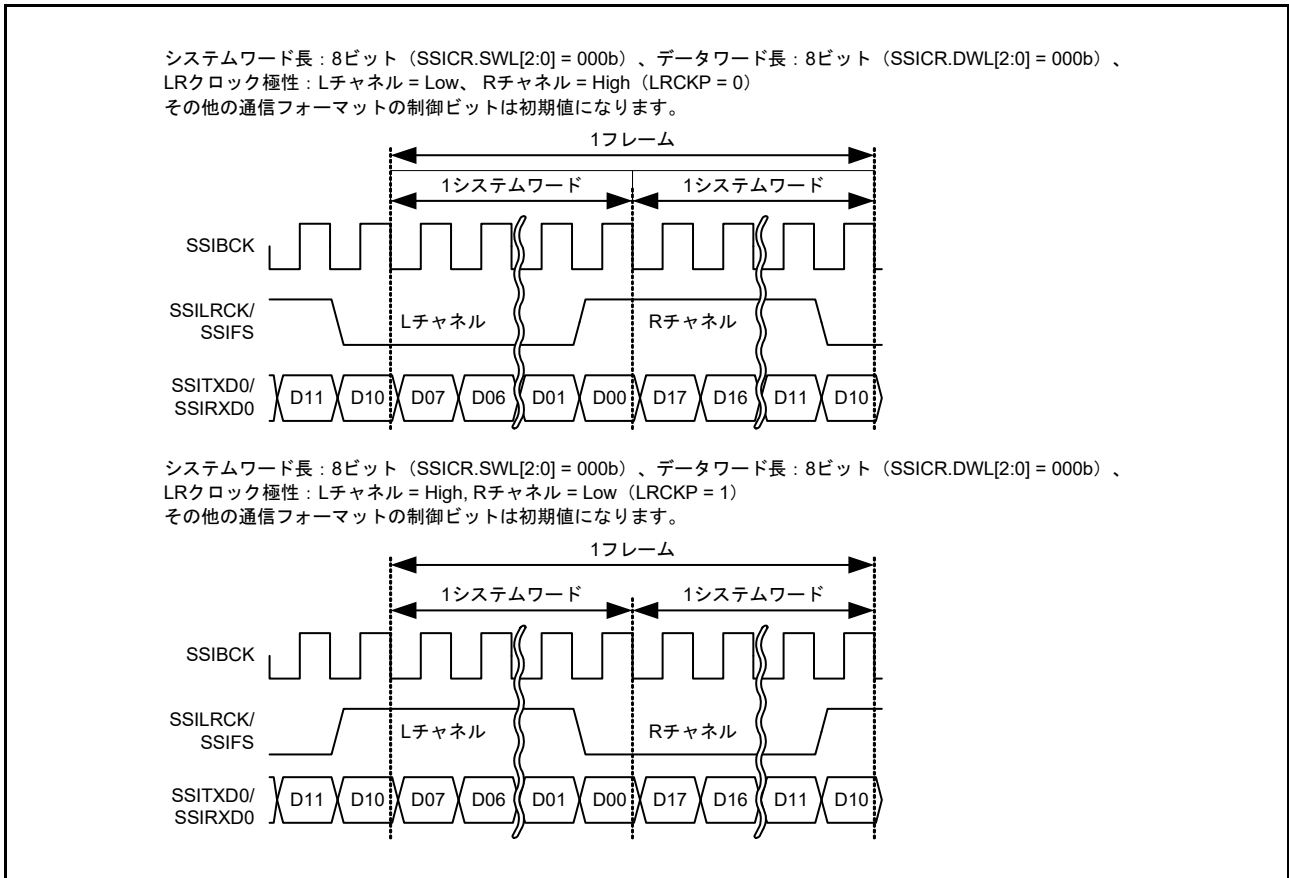 システムワード長：8ビット（SSICR.SWL[2:0] = 000b）、データワード長：8ビット（SSICR.DWL[2:0] = 000b）、
LRクロック極性：Lチャネル = Low、 Rチャネル = High（LRCKP = 0）
その他の通信フォーマットの制御ビットは初期値になります。
1フレーム
1システムワード 1システムワード
SSIBCK
SSILRCK/
SSIFS
Lチャネル Rチャネル
SSITXD0/
SSIRXD0
D11 D10 D07 D06 D01 D00 D17 D16 D11 D10
システムワード長：8ビット（SSICR.SWL[2:0] = 000b）、データワード長：8ビット（SSICR.DWL[2:0] = 000b）、
LRクロック極性：Lチャネル = High, Rチャネル = Low（LRCKP = 1）
その他の通信フォーマットの制御ビットは初期値になります。
1フレーム
1システムワード 1システムワード
SSIBCK
SSILRCK/
SSIFS
Lチャネル Rチャネル
SSITXD0/
SSIRXD0
D11 D10 D07 D06 D01 D00 D17 D16 D11 D10